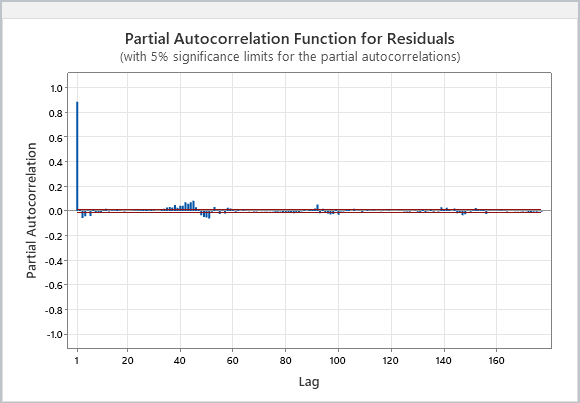 Partial Autocorrelation Function for Residuals
(with 5% significance limits for the partial autocorrelations)
Partial Autocorrelation
1.0
0.8
0.6
0.4
0.2
0.0
-0.2
-0.4
-0.6
-0.8
-1.0
1 20 40 60 80 100 120 140 160
Lag